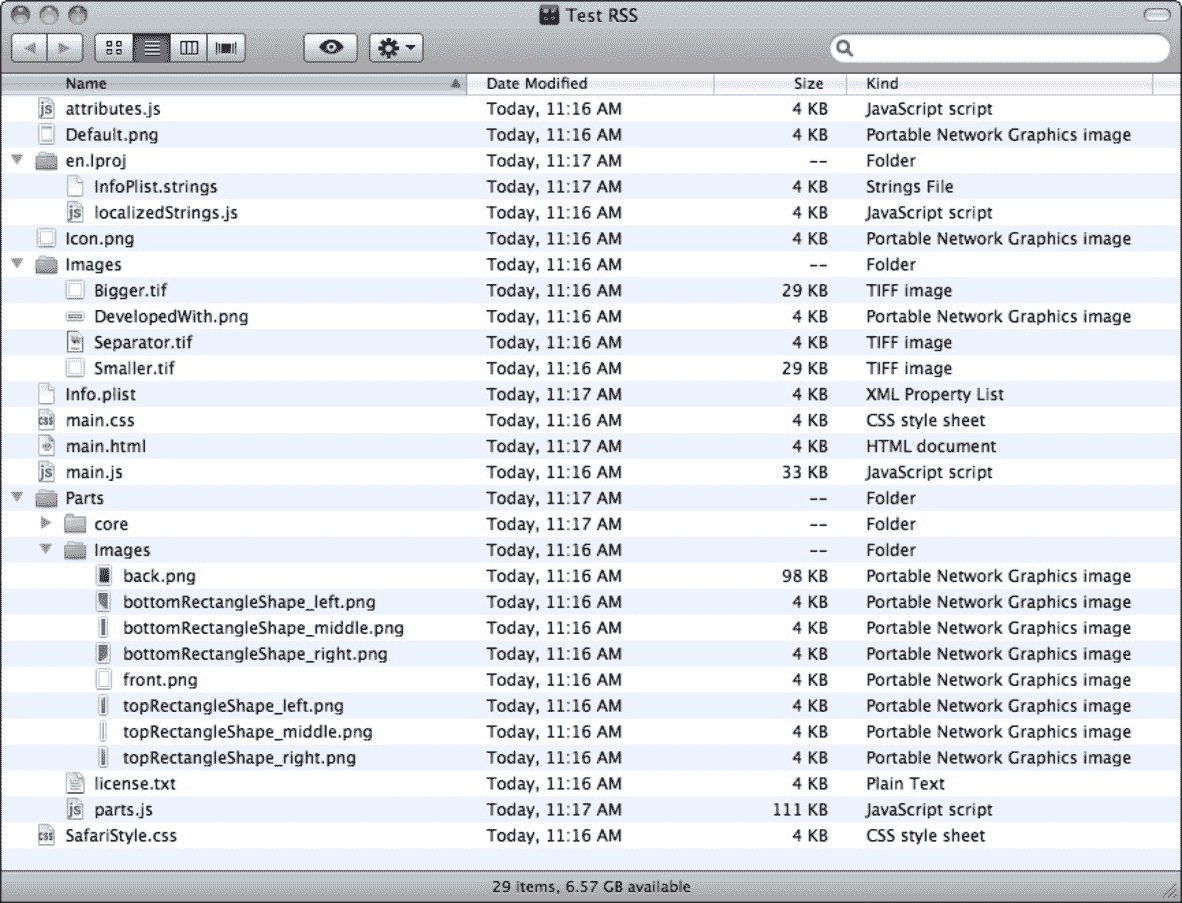 Test RSS
Name Date Modified Size Kind
attributes.js Today, 11:16 AM 4 KB JavaScript script
Default.png Today, 11:16 AM 4 KB Portable Network Graphics image
en.lproj Today, 11:17 AM -- Folder
InfoPlist.strings Today, 11:17 AM 4 KB Strings File
localizedStrings.js Today, 11:16 AM 4 KB JavaScript script
Icon.png Today, 11:16 AM 4 KB Portable Network Graphics image
Images Today, 11:16 AM -- Folder
Bigger.tif Today, 11:16 AM 29 KB TIFF image
DevelopedWith.png Today, 11:16 AM 4 KB Portable Network Graphics image
Separator.tif Today, 11:16 AM 4 KB TIFF image
Smaller.tif Today, 11:16 AM 29 KB TIFF image
Info.plist Today, 11:17 AM 4 KB XML Property List
main.css Today, 11:17 AM 4 KB CSS style sheet
main.html Today, 11:17 AM 4 KB HTML document
main.js Today, 11:16 AM 33 KB JavaScript script
Parts Today, 11:17 AM -- Folder
core Today, 11:17 AM -- Folder
Images Today, 11:16 AM -- Folder
back.png Today, 11:16 AM 98 KB Portable Network Graphics image
bottomRectangleShape_left.png Today, 11:16 AM 4 KB Portable Network Graphics image
bottomRectangleShape_middle.png Today, 11:16 AM 4 KB Portable Network Graphics image
bottomRectangleShape_right.png Today, 11:16 AM 4 KB Portable Network Graphics image
front.png Today, 11:16 AM 4 KB Portable Network Graphics image
topRectangleShape_left.png Today, 11:16 AM 4 KB Portable Network Graphics image
topRectangleShape_middle.png Today, 11:16 AM 4 KB Portable Network Graphics image
topRectangleShape_right.png Today, 11:16 AM 4 KB Portable Network Graphics image
license.txt Today, 11:16 AM 4 KB Plain Text
parts.js Today, 11:17 AM 111 KB JavaScript script
SafariStyle.css Today, 11:16 AM 4 KB CSS style sheet
29 items, 6.57 GB available